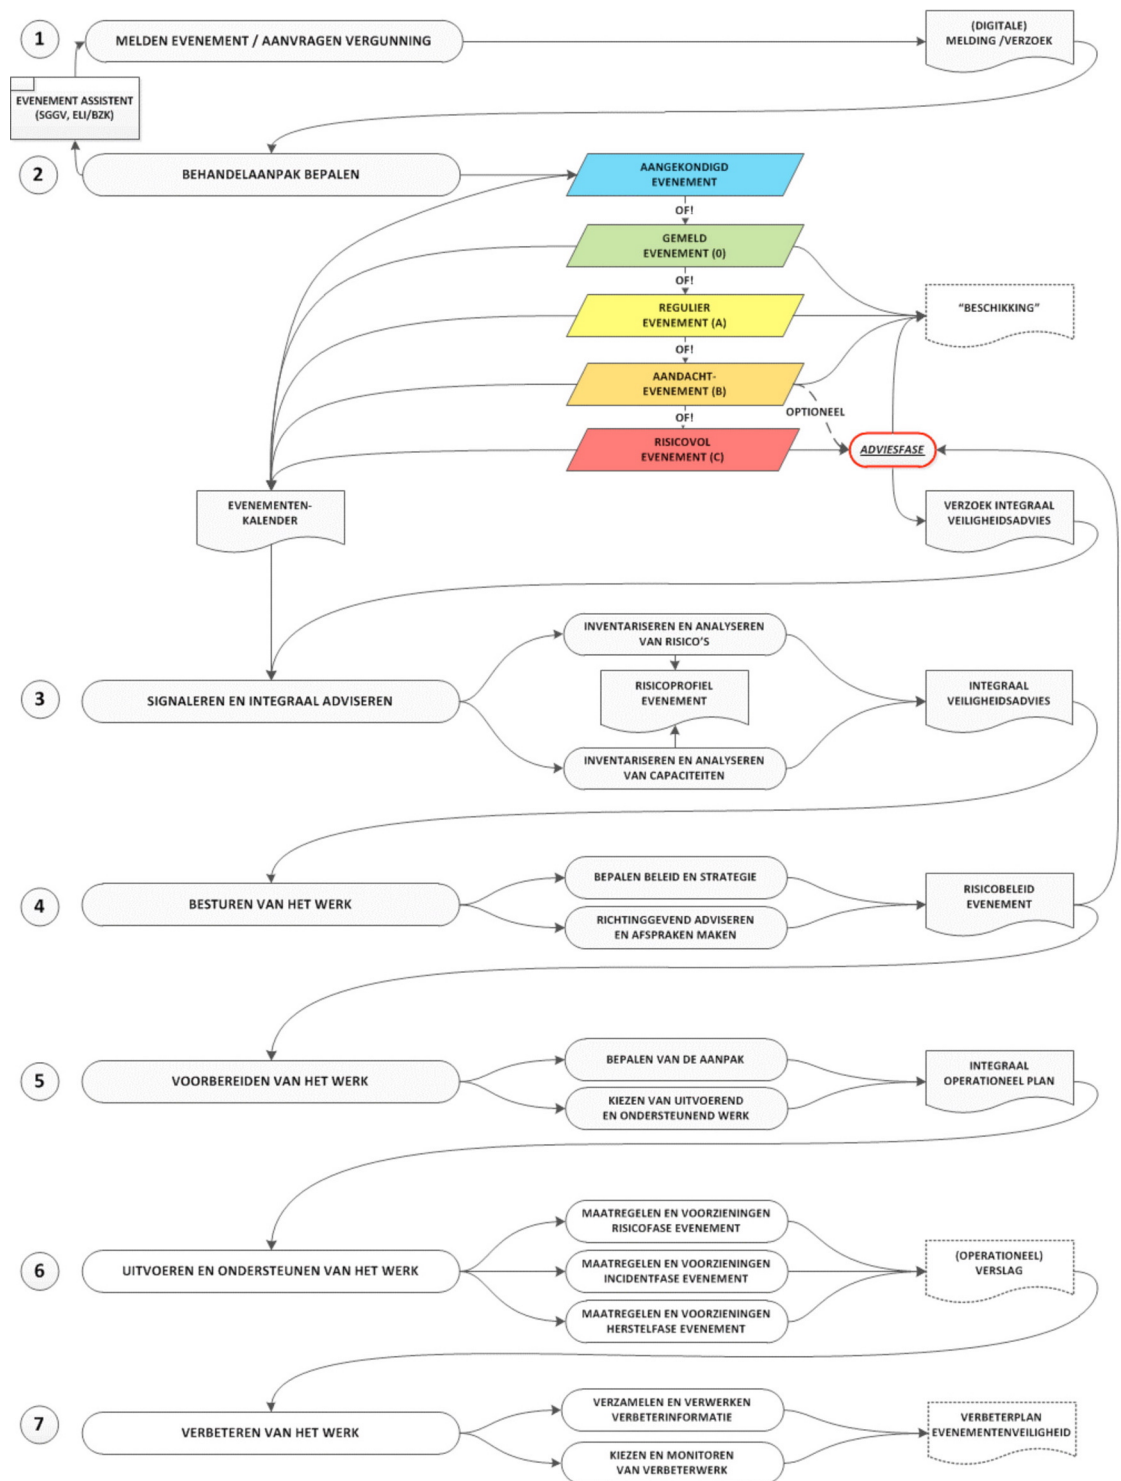 1
MELDEN EVENEMENT / AANVRAGEN VERGUNNING
(DIGITALE)
MELDING /VERZOEK
EVENEMENT ASSISTENT
(SGGV, ELI/BZK)
2
BEHANDELAANPAK BEPALEN
AANGEKONDIGD
EVENEMENT
OF!
GEMELD
EVENEMENT (0)
OF!
REGULIER
EVENEMENT (A)
"BESCHIKKING"
OF!
AANDACHT-
EVENEMENT (B)
OPTIONEEL
OF!
RISICOVOL
EVENEMENT (C)
ADVIESFASE
EVENEMENTEN-
KALENDER
VERZOEK INTEGRAAL
VEILIGHEIDSADVIES
INVENTARISEREN EN ANALYSEREN
VAN RISICO'S
3
SIGNALEREN EN INTEGRAAL ADVISEREN
RISICOPROFIEL
EVENEMENT
INTEGRAAL
VEILIGHEIDSADVIES
INVENTARISEREN EN ANALYSEREN
VAN CAPACITEITEN
4
BESTUREN VAN HET WERK
BEPALEN BELEID EN STRATEGIE
RICHTINGGEVEND ADVISEREN
EN AFSPRAKEN MAKEN
RISICOBELEID
EVENEMENT
5
VOORBEREIDEN VAN HET WERK
BEPALEN VAN DE AANPAK
KIEZEN VAN UITVOEREND
EN ONDERSTEUNEND WERK
INTEGRAAL
OPERATIONEEL PLAN
6
UITVOEREN EN ONDERSTEUNEN VAN HET WERK
MAATREGELEN EN VOORZIENINGEN
RISICOFASE EVENEMENT
MAATREGELEN EN VOORZIENINGEN
INCIDENTFASE EVENEMENT
MAATREGELEN EN VOORZIENINGEN
HERSTELFASE EVENEMENT
(OPERATIONEEL)
VERSLAG
7
VERBETEREN VAN HET WERK
VERZAMELEN EN VERWERKEN
VERBETERINFORMATIE
KIEZEN EN MONITOREN
VAN VERBETERWERK
VERBETERPLAN
EVENEMENTENVEILIGHEID